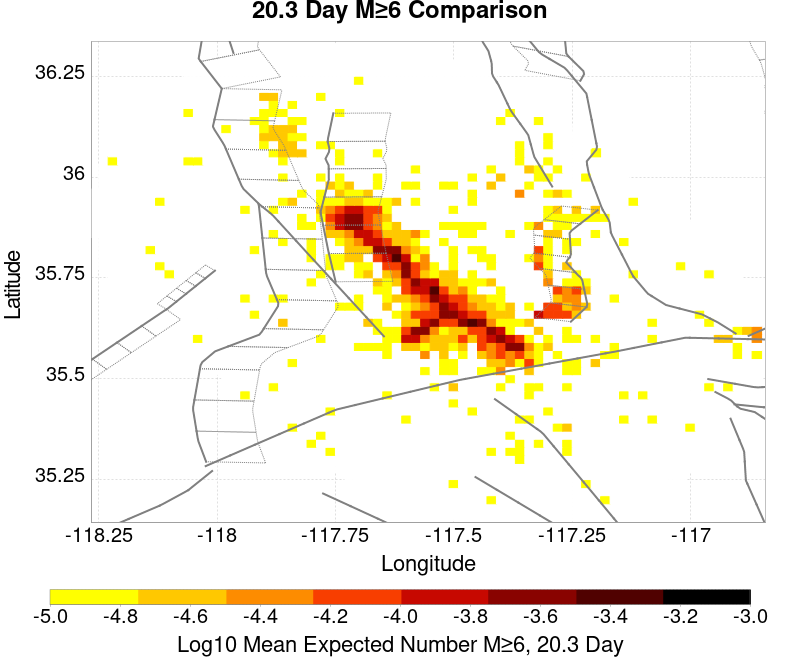 20.3 Day M≥6 Comparison
36.25
36
35.75
35.5
35.25
Latitude
-118.25 -118 -117.75 -117.5 -117.25 -117
Longitude
-5.0 -4.8 -4.6 -4.4 -4.2 -4.0 -3.8 -3.6 -3.4 -3.2 -3.0
Log10 Mean Expected Number M≥6, 20.3 Day